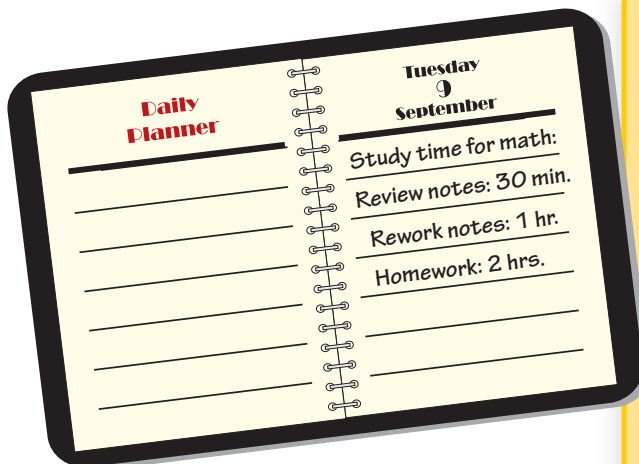 Daily
Planner
Tuesday
9
September
Study time for math:
Review notes: 30 min.
Rework notes: 1 hr.
Homework: 2 hrs.